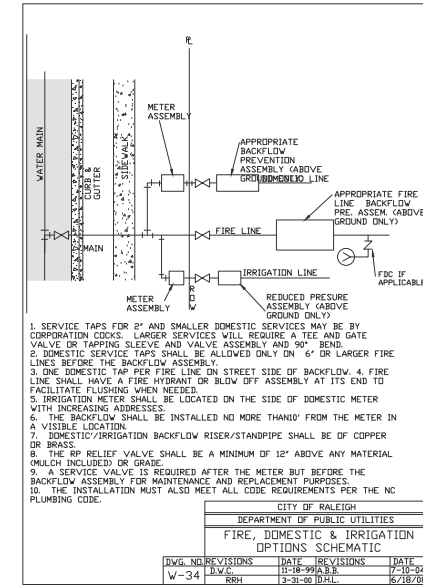 PL
METER
ASSEMBLY
APPROPRIATE
BACKFLOW
PREVENTION
ASSEMBLY (ABOVE
GROUND ONLY)
DOMESTIC LINE
WATER MAIN
CURB &
GUTTER
SIDEWALK
APPROPRIATE FIRE
LINE BACKFLOW
PRE. ASSEM. (ABOVE
GROUND ONLY)
FIRE LINE
MAIN
IRRIGATION LINE
FDC IF
APPLICABLE
METER
ASSEMBLY
R
O
W
REDUCED PRESURE
ASSEMBLY (ABOVE
GROUND ONLY)
1. SERVICE TAPS FOR 2" AND SMALLER DOMESTIC SERVICES MAY BE BY
CORPORATION COCKS. LARGER SERVICES WILL REQUIRE A TEE AND GATE
VALVE OR TAPPING SLEEVE AND VALVE ASSEMBLY AND 90° BEND.
2. DOMESTIC SERVICE TAPS SHALL BE ALLOWED ONLY ON 6" OR LARGER FIRE
LINES BEFORE THE BACKFLOW ASSEMBLY.
3. ONE DOMESTIC TAP PER FIRE LINE ON STREET SIDE OF BACKFLOW. 4. FIRE
LINE SHALL HAVE A FIRE HYDRANT OR BLOW OFF ASSEMBLY AT ITS END TO
FACILITATE FLUSHING WHEN NEEDED.
5. IRRIGATION METER SHALL BE LOCATED ON THE SIDE OF DOMESTIC METER
WITH INCREASING ADDRESSES.
6. THE BACKFLOW SHALL BE INSTALLED NO MORE THAN10' FROM THE METER IN
A VISIBLE LOCATION.
7. DOMESTIC'/IRRIGATION BACKFLOW RISER/STANDPIPE SHALL BE OF COPPER
OR BRASS.
8. THE RP RELIEF VALVE SHALL BE A MINIMUM OF 12" ABOVE ANY MATERIAL
(MULCH INCLUDED) OR GRADE.
9. A SERVICE VALVE IS REQUIRED AFTER THE METER BUT BEFORE THE
BACKFLOW ASSEMBLY FOR MAINTENANCE AND REPLACEMENT PURPOSES.
10. THE INSTALLATION MUST ALSO MEET ALL CODE REQUIREMENTS PER THE NC
PLUMBING CODE.
CITY OF RALEIGH
DEPARTMENT OF PUBLIC UTILITIES
FIRE, DOMESTIC & IRRIGATION
OPTIONS SCHEMATIC
DWG. NO. REVISIONS DATE REVISIONS DATE
W-34 D.W.C. 11-18-99 A.B.B. 7-10-04
RRH 3-31-00 D.H.L. 6/18/08